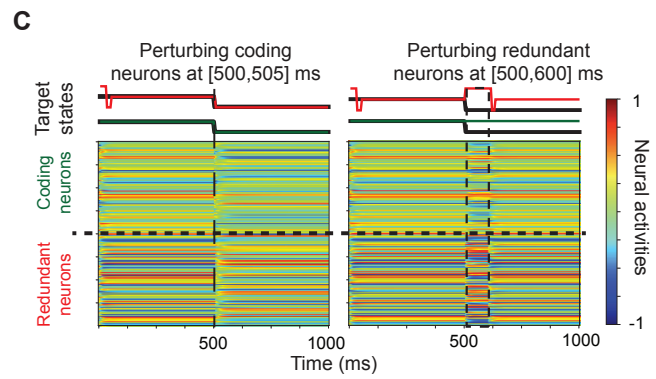 C
Perturbing coding
neurons at [500,505] ms
Perturbing redundant
neurons at [500,600] ms
Target
states
Coding
neurons
Redundant
neurons
500
1000
500
1000
Time (ms)
1
-1
Neural activities